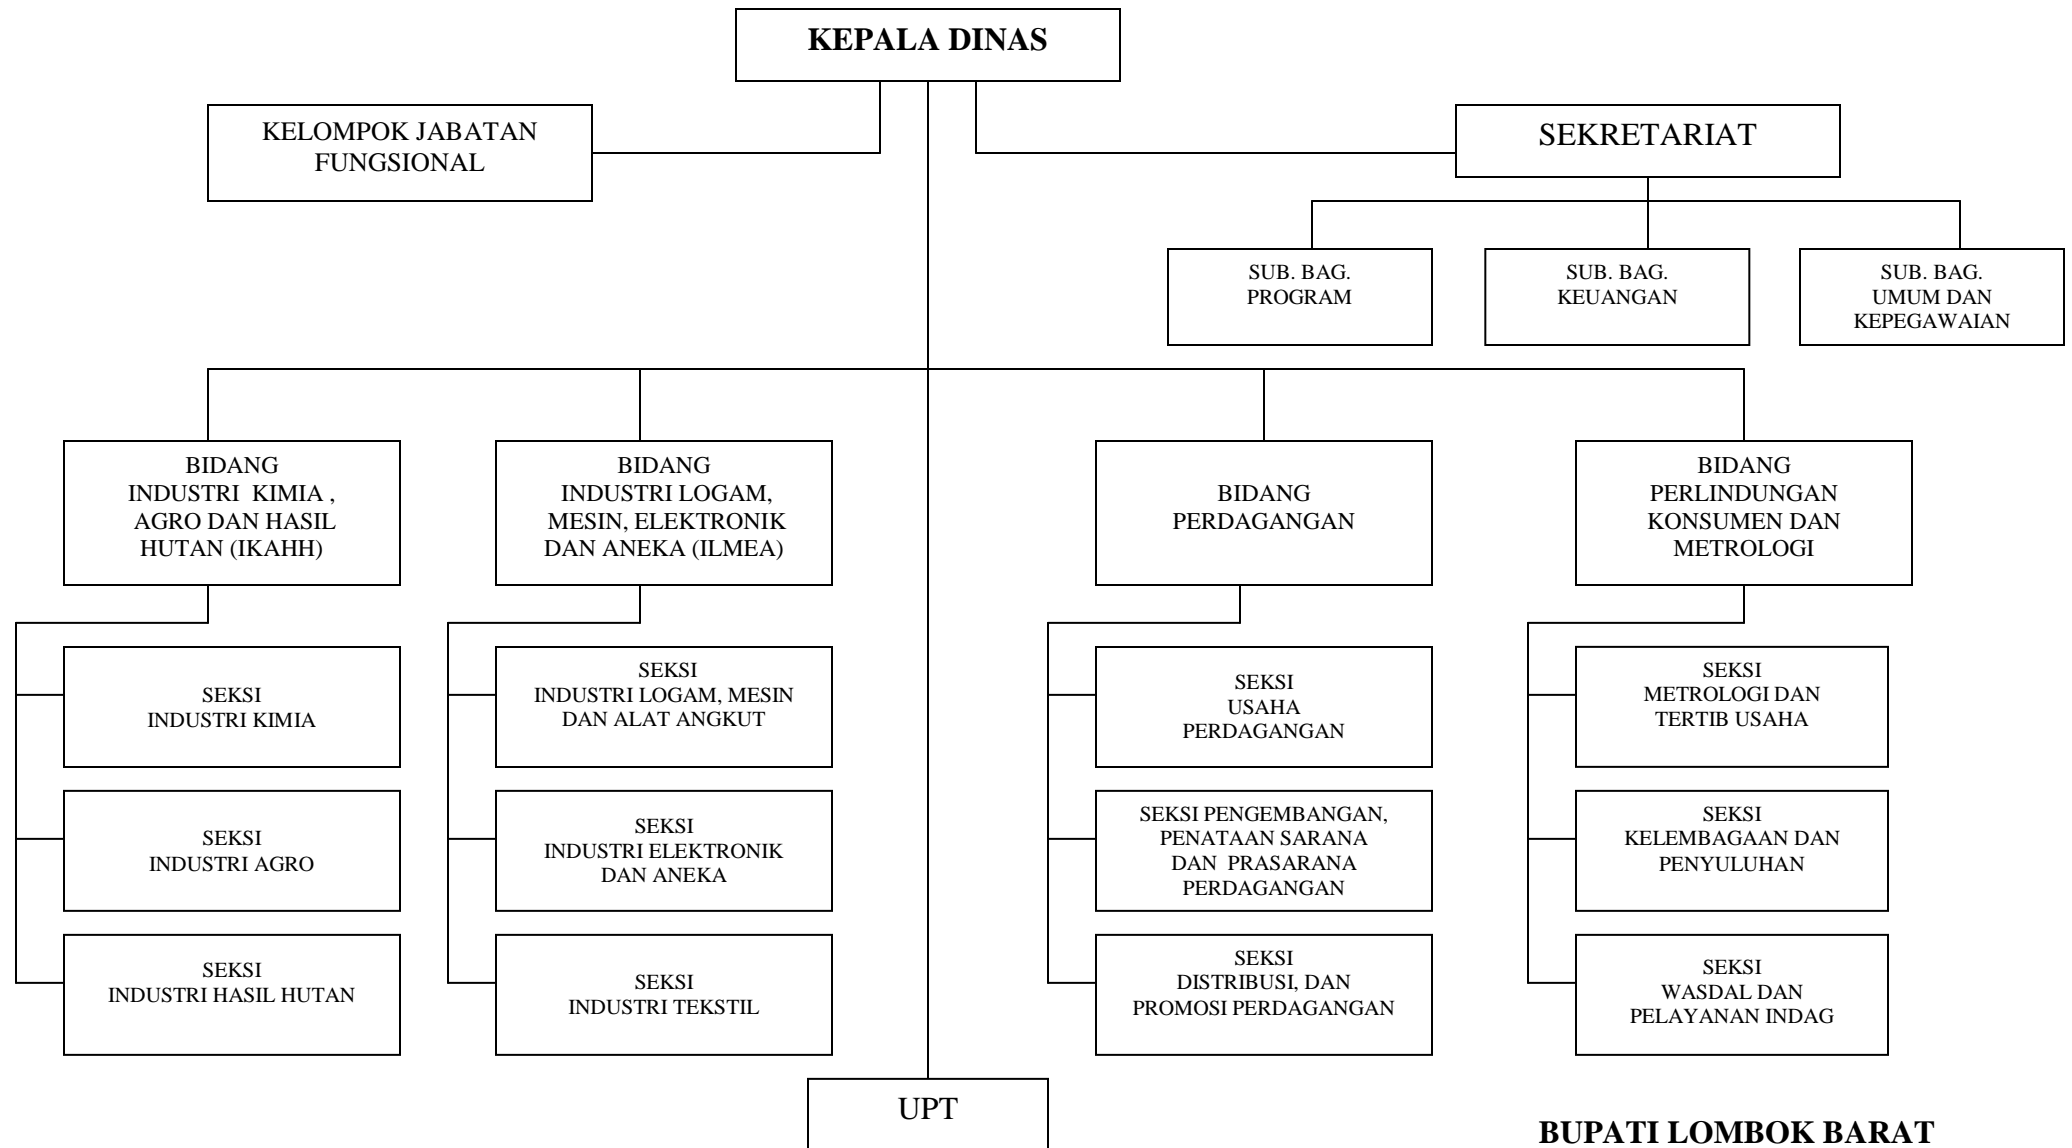 KEPALA DINAS
KELOMPOK JABATAN
FUNGSIONAL
SEKRETARIAT
SUB. BAG.
PROGRAM
SUB. BAG.
KEUANGAN
SUB. BAG.
UMUM DAN
KEPEGAWAIAN
BIDANG
INDUSTRI KIMIA ,
AGRO DAN HASIL
HUTAN (IKAHH)
BIDANG
INDUSTRI LOGAM,
MESIN, ELEKTRONIK
DAN ANEKA (ILMEA)
BIDANG
PERDAGANGAN
BIDANG
PERLINDUNGAN
KONSUMEN DAN
METROLOGI
SEKSI
INDUSTRI KIMIA
SEKSI
INDUSTRI LOGAM, MESIN
DAN ALAT ANGKUT
SEKSI
USAHA
PERDAGANGAN
SEKSI
METROLOGI DAN
TERTIB USAHA
SEKSI
INDUSTRI AGRO
SEKSI
INDUSTRI ELEKTRONIK
DAN ANEKA
SEKSI PENGEMBANGAN,
PENATAAN SARANA
DAN PRASARANA
PERDAGANGAN
SEKSI
KELEMBAGAAN DAN
PENYULUHAN
SEKSI
INDUSTRI HASIL HUTAN
SEKSI
INDUSTRI TEKSTIL
SEKSI
DISTRIBUSI, DAN
PROMOSI PERDAGANGAN
SEKSI
WASDAL DAN
PELAYANAN INDAG
UPT
BUPATI LOMBOK BARAT